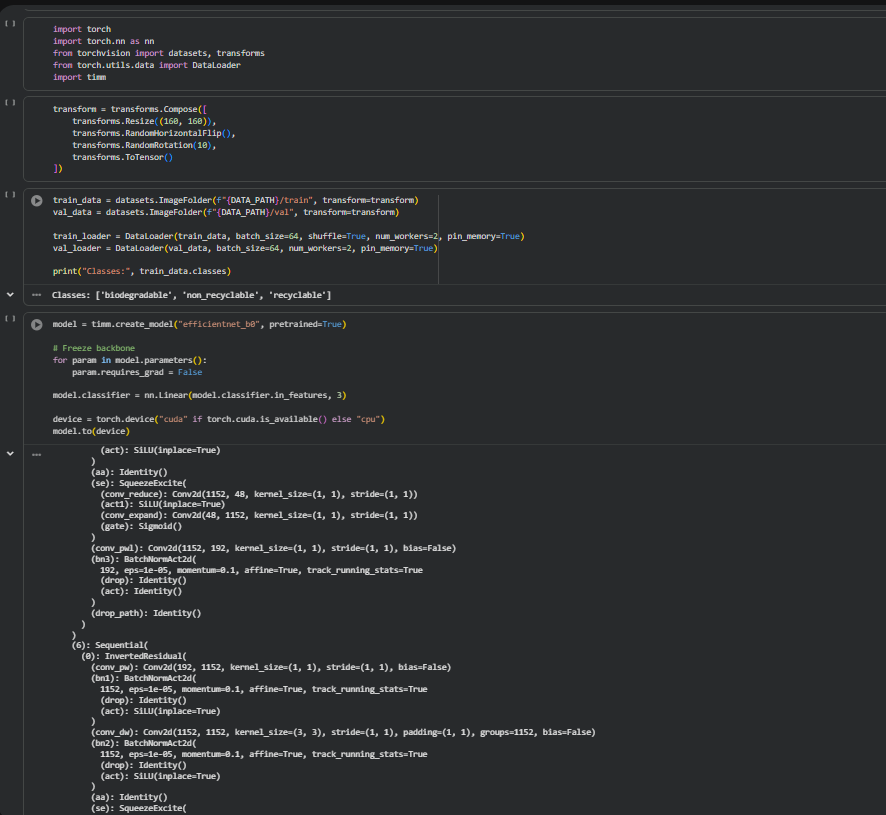 [ ]
import torch
import torch.nn as nn
from torchvision import datasets, transforms
from torch.utils.data import DataLoader
import timm
[ ]
transform = transforms.Compose([
    transforms.Resize((160, 160)),
    transforms.RandomHorizontalFlip(),
    transforms.RandomRotation(10),
    transforms.ToTensor()
])
[ ]
train_data = datasets.ImageFolder(f"{DATA_PATH}/train", transform=transform)
val_data = datasets.ImageFolder(f"{DATA_PATH}/val", transform=transform)
train_loader = DataLoader(train_data, batch_size=64, shuffle=True, num_workers=2, pin_memory=True)
val_loader = DataLoader(val_data, batch_size=64, num_workers=2, pin_memory=True)
print("Classes:", train_data.classes)
Classes: ['biodegradable', 'non_recyclable', 'recyclable']
[ ]
model = timm.create_model("efficientnet_b0", pretrained=True)
# Freeze backbone
for param in model.parameters():
    param.requires_grad = False
model.classifier = nn.Linear(model.classifier.in_features, 3)
device = torch.device("cuda" if torch.cuda.is_available() else "cpu")
model.to(device)
          (act): SiLU(inplace=True)
        )
        (aa): Identity()
        (se): SqueezeExcite(
          (conv_reduce): Conv2d(1152, 48, kernel_size=(1, 1), stride=(1, 1))
          (act1): SiLU(inplace=True)
          (conv_expand): Conv2d(48, 1152, kernel_size=(1, 1), stride=(1, 1))
          (gate): Sigmoid()
        )
        (conv_pwl): Conv2d(1152, 192, kernel_size=(1, 1), stride=(1, 1), bias=False)
        (bn3): BatchNormAct2d(
          192, eps=1e-05, momentum=0.1, affine=True, track_running_stats=True
          (drop): Identity()
          (act): Identity()
        )
        (drop_path): Identity()
      )
    )
    (6): Sequential(
      (0): InvertedResidual(
        (conv_pw): Conv2d(192, 1152, kernel_size=(1, 1), stride=(1, 1), bias=False)
        (bn1): BatchNormAct2d(
          1152, eps=1e-05, momentum=0.1, affine=True, track_running_stats=True
          (drop): Identity()
          (act): SiLU(inplace=True)
        )
        (conv_dw): Conv2d(1152, 1152, kernel_size=(3, 3), stride=(1, 1), padding=(1, 1), groups=1152, bias=False)
        (bn2): BatchNormAct2d(
          1152, eps=1e-05, momentum=0.1, affine=True, track_running_stats=True
          (drop): Identity()
          (act): SiLU(inplace=True)
        )
        (aa): Identity()
        (se): SqueezeExcite(